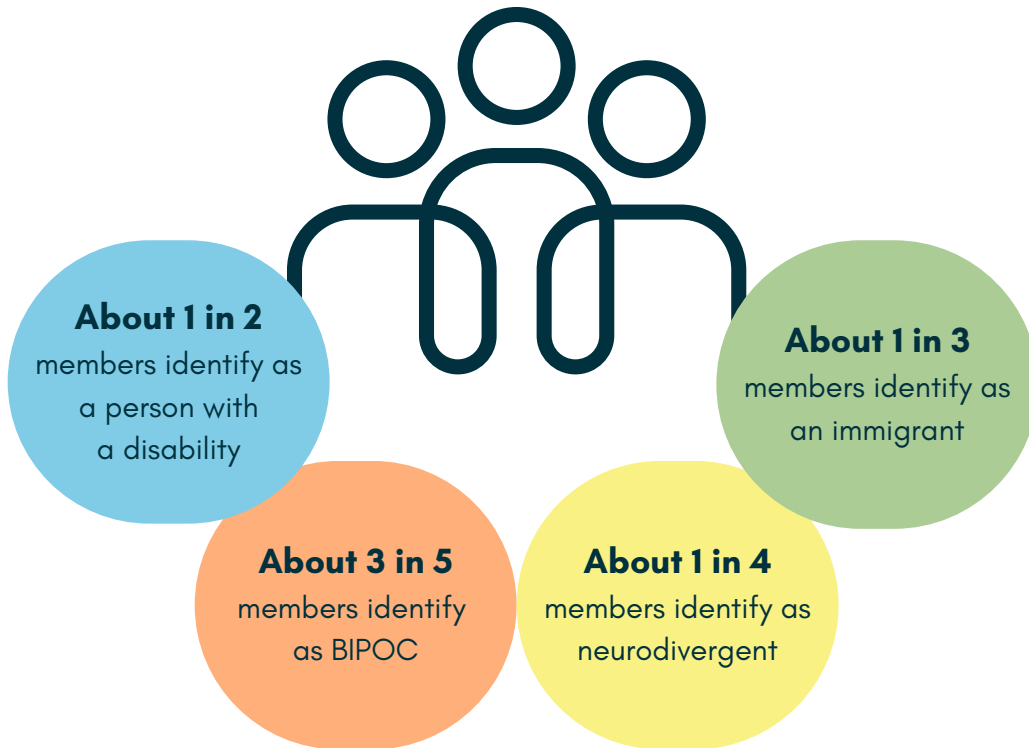 About 1 in 2
members identify as
a person with
a disability
About 3 in 5
members identify
as BIPOC
About 1 in 4
members identify as
neurodivergent
About 1 in 3
members identify as
an immigrant